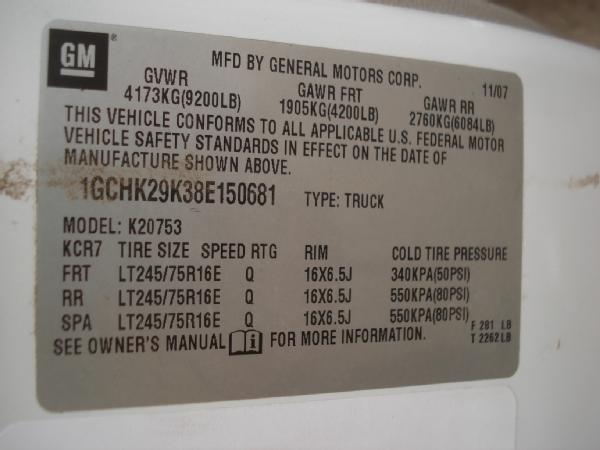 GM ®
MFD BY GENERAL MOTORS CORP.
GVWR GAWR FRT GAWR RR 11/07
4173KG(9200LB) 1905KG(4200LB) 2760KG(6084LB)
THIS VEHICLE CONFORMS TO ALL APPLICABLE U.S. FEDERAL MOTOR
VEHICLE SAFETY STANDARDS IN EFFECT ON THE DATE OF
MANUFACTURE SHOWN ABOVE.
1GCHK29K38E150681 TYPE: TRUCK
MODEL: K20753
KCR7 TIRE SIZE SPEED RTG RIM COLD TIRE PRESSURE
FRT LT245/75R16E Q 16X6.5J 340KPA(50PSI)
RR LT245/75R16E Q 16X6.5J 550KPA(80PSI)
SPA LT245/75R16E Q 16X6.5J 550KPA(80PSI)
F 281 LB
T 2262LB
SEE OWNER'S MANUAL FOR MORE INFORMATION.